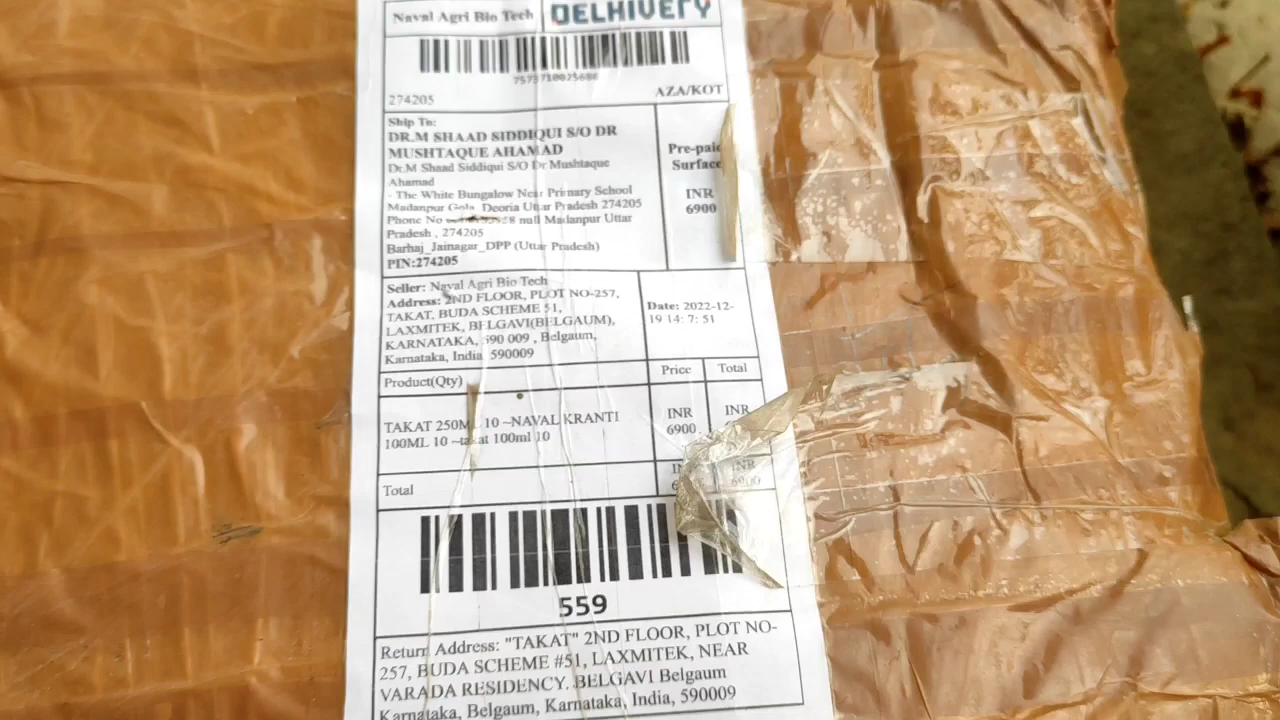 Naval Agri Bio Tech
DELHIVERY
7573710025686
274205
AZA/KOT
Ship To:
DR.M SHAAD SIDDIQUI S/O DR
MUSHTAQUE AHAMAD
Dr.M Shaad Siddiqui S/O Dr Mushtaque
Ahamad
- The White Bungalow Near Primary School
Madanpur Gola Deoria Uttar Pradesh 274205
Phone No null Madanpur Uttar
Pradesh , 274205
Barhaj_Jainagar_DPP (Uttar Pradesh)
PIN:274205
Pre-paid
Surface
INR
6900
Seller: Naval Agri Bio Tech
Address: 2ND FLOOR, PLOT NO-257,
TAKAT, BUDA SCHEME 51,
LAXMITEK, BELGAVI(BELGAUM),
KARNATAKA, 590 009 , Belgaum,
Karnataka, India 590009
Date: 2022-12-
19 14: 7: 51
Product(Qty)
Price
Total
TAKAT 250ML 10 ~NAVAL KRANTI
100ML 10 ~takat 100ml 10
INR
6900
INR
Total
INR
6900
559
Return Address: "TAKAT" 2ND FLOOR, PLOT NO-
257, BUDA SCHEME #51, LAXMITEK, NEAR
VARADA RESIDENCY. BELGAVI Belgaum
Karnataka, Belgaum, Karnataka, India, 590009